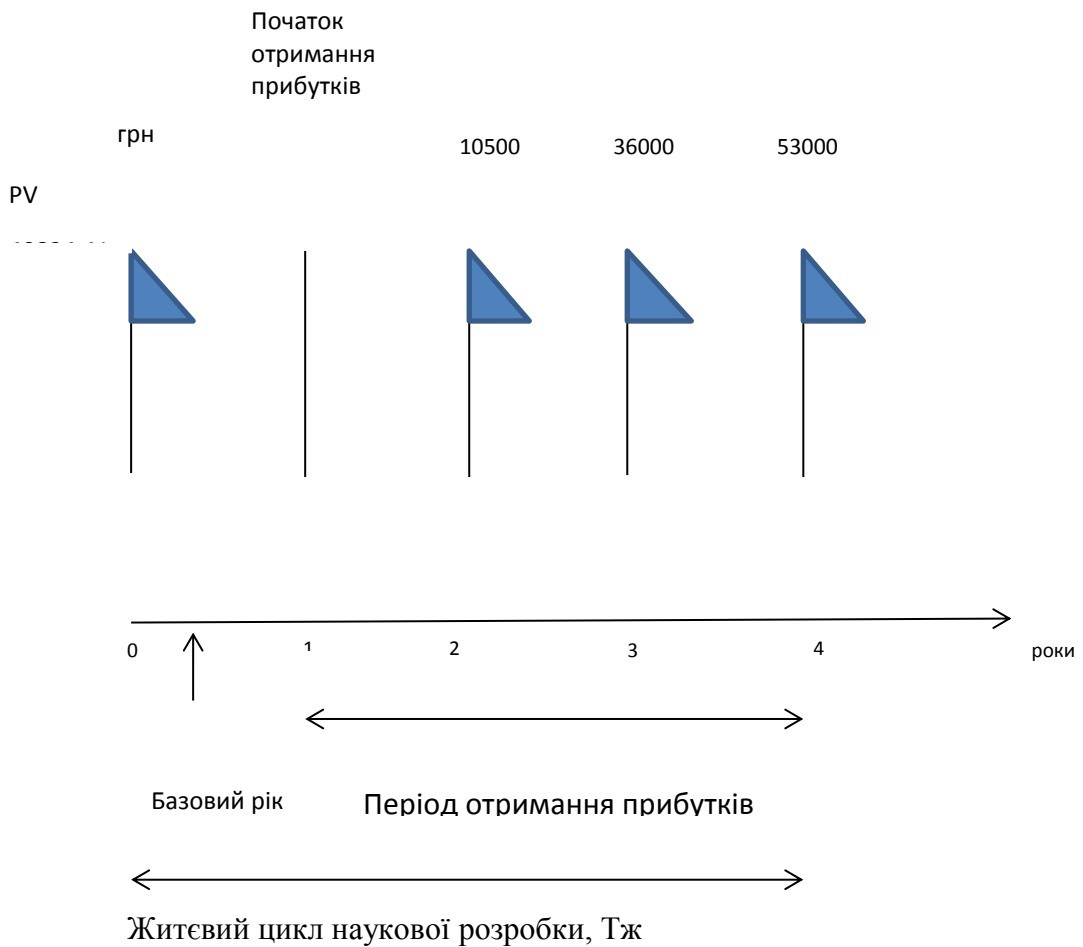 Початок
отримання
прибутків
грн
10500 36000 53000
PV
0 1 2 3 4 роки
Базовий рік Період отримання прибутків
Житєвий цикл наукової розробки, Тж